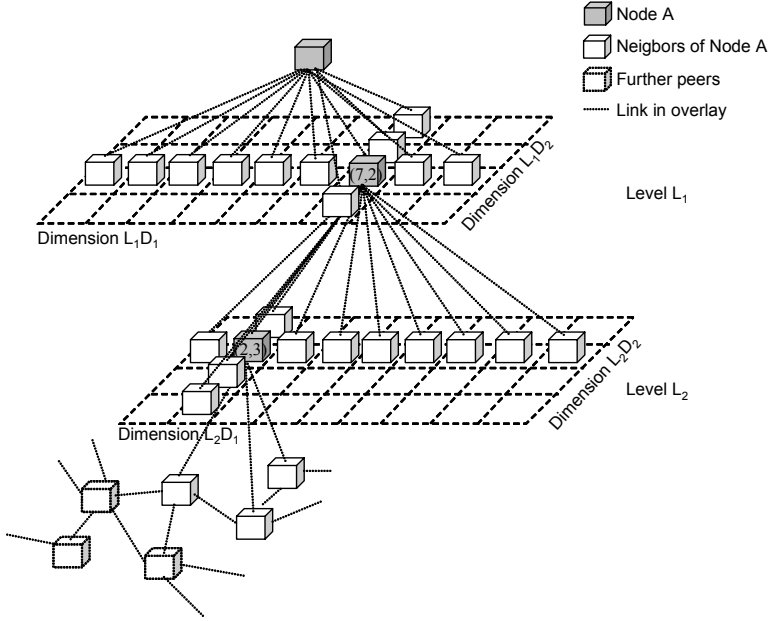 Node A
Neigbors of Node A
Further peers
Link in overlay
(7,2)
Dimension L₁D₂
Level L₁
Dimension L₁D₁
(2,3)
Dimension L₂D₂
Level L₂
Dimension L₂D₁